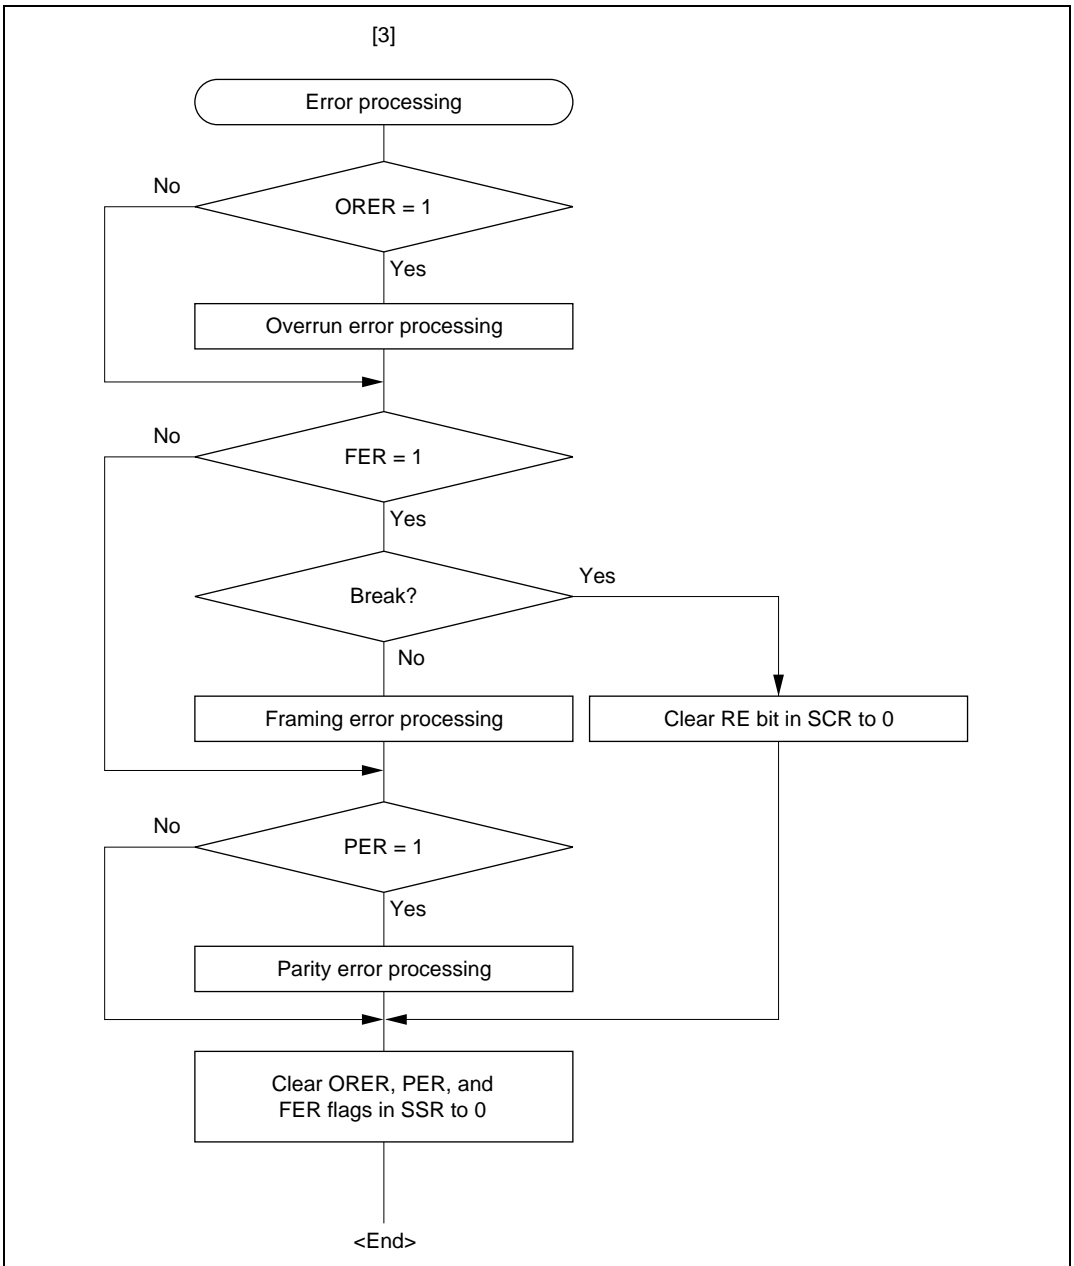 [3]
Error processing
No
ORER = 1
Yes
Overrun error processing
No
FER = 1
Yes
Break?
Yes
No
Framing error processing
Clear RE bit in SCR to 0
No
PER = 1
Yes
Parity error processing
Clear ORER, PER, and
FER flags in SSR to 0
<End>